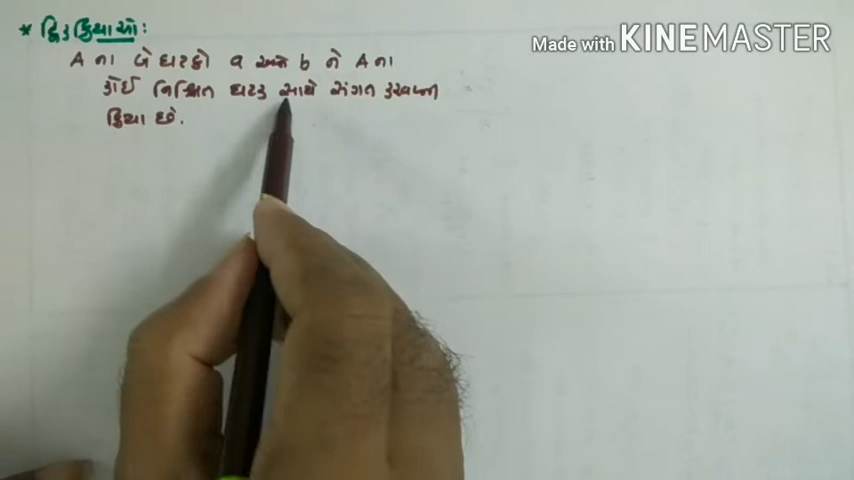 * દ્વિક્ક્રિયાઓ:
A ના બે ઘટકો a અને b ને A ના
કોઈ નિશ્ચિત ઘટક સાથે સંગત કરવાની
ક્રિયા છે.
Made with KINEMASTER